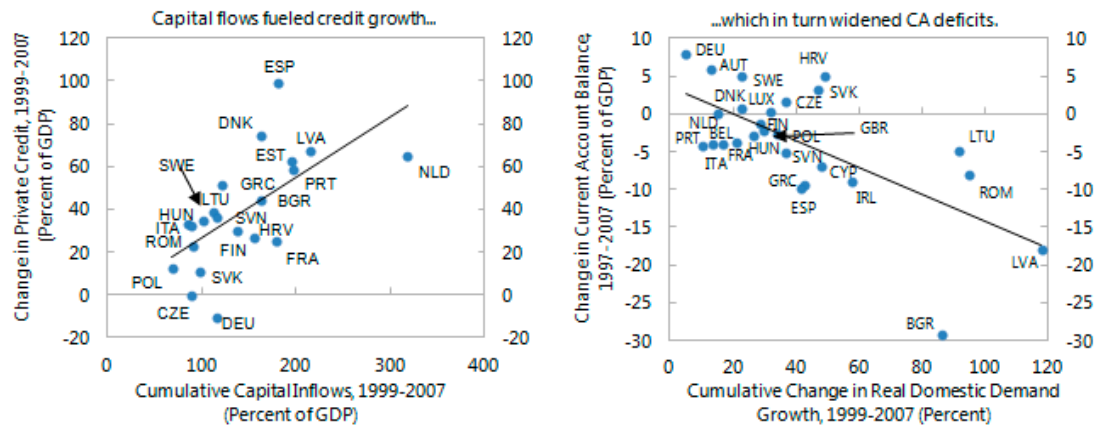 Capital flows fueled credit growth...
Change in Private Credit, 1999-2007
(Percent of GDP)
120
100
80
60
40
20
0
-20
120
100
80
60
40
20
0
-20
ESP
DNK
LVA
EST
NLD
SWE
GRC
PRT
LTU
BGR
HUN
SVN
ITA
HRV
ROM
FIN
FRA
POL
SVK
CZE
DEU
0
100
200
300
400
Cumulative Capital Inflows, 1999-2007
(Percent of GDP)
...which in turn widened CA deficits.
Change in Current Account Balance,
1997-2007 (Percent of GDP)
10
5
0
-5
-10
-15
-20
-25
-30
10
5
0
-5
-10
-15
-20
-25
-30
DEU
HRV
AUT
SWE
SVK
DNK
LUX
CZE
NLD
FIN
GBR
PRT
BEL
POL
LTU
ITA
FRA
HUN
SVN
GRC
CYP
ROM
ESP
IRL
LVA
BGR
0
20
40
60
80
100
120
Cumulative Change in Real Domestic Demand
Growth, 1999-2007 (Percent)